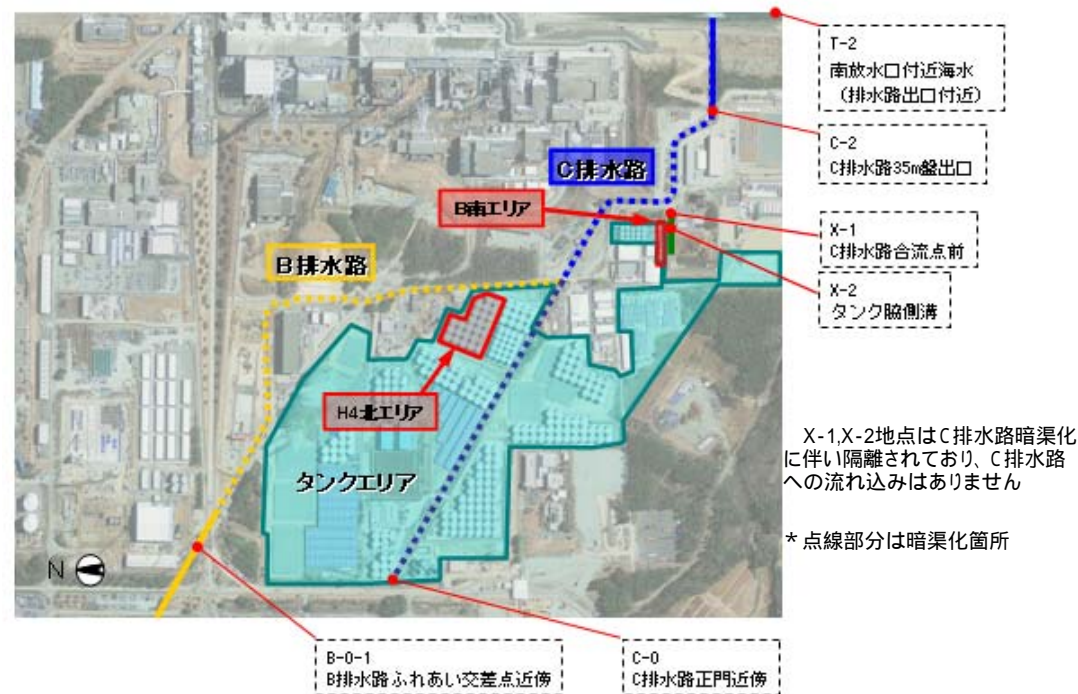 T-2
南放水口付近海水
（排水路出口付近）
C-2
C排水路35m盤出口
C排水路
B南エリア
X-1
C排水路合流点前
B排水路
X-2
タンク脇側溝
H4北エリア
タンクエリア
X-1,X-2地点はC排水路暗渠化
に伴い隔離されており、C排水路
への流れ込みはありません
*点線部分は暗渠化箇所
N
B-0-1
B排水路ふれあい交差点近傍
C-0
C排水路正門近傍